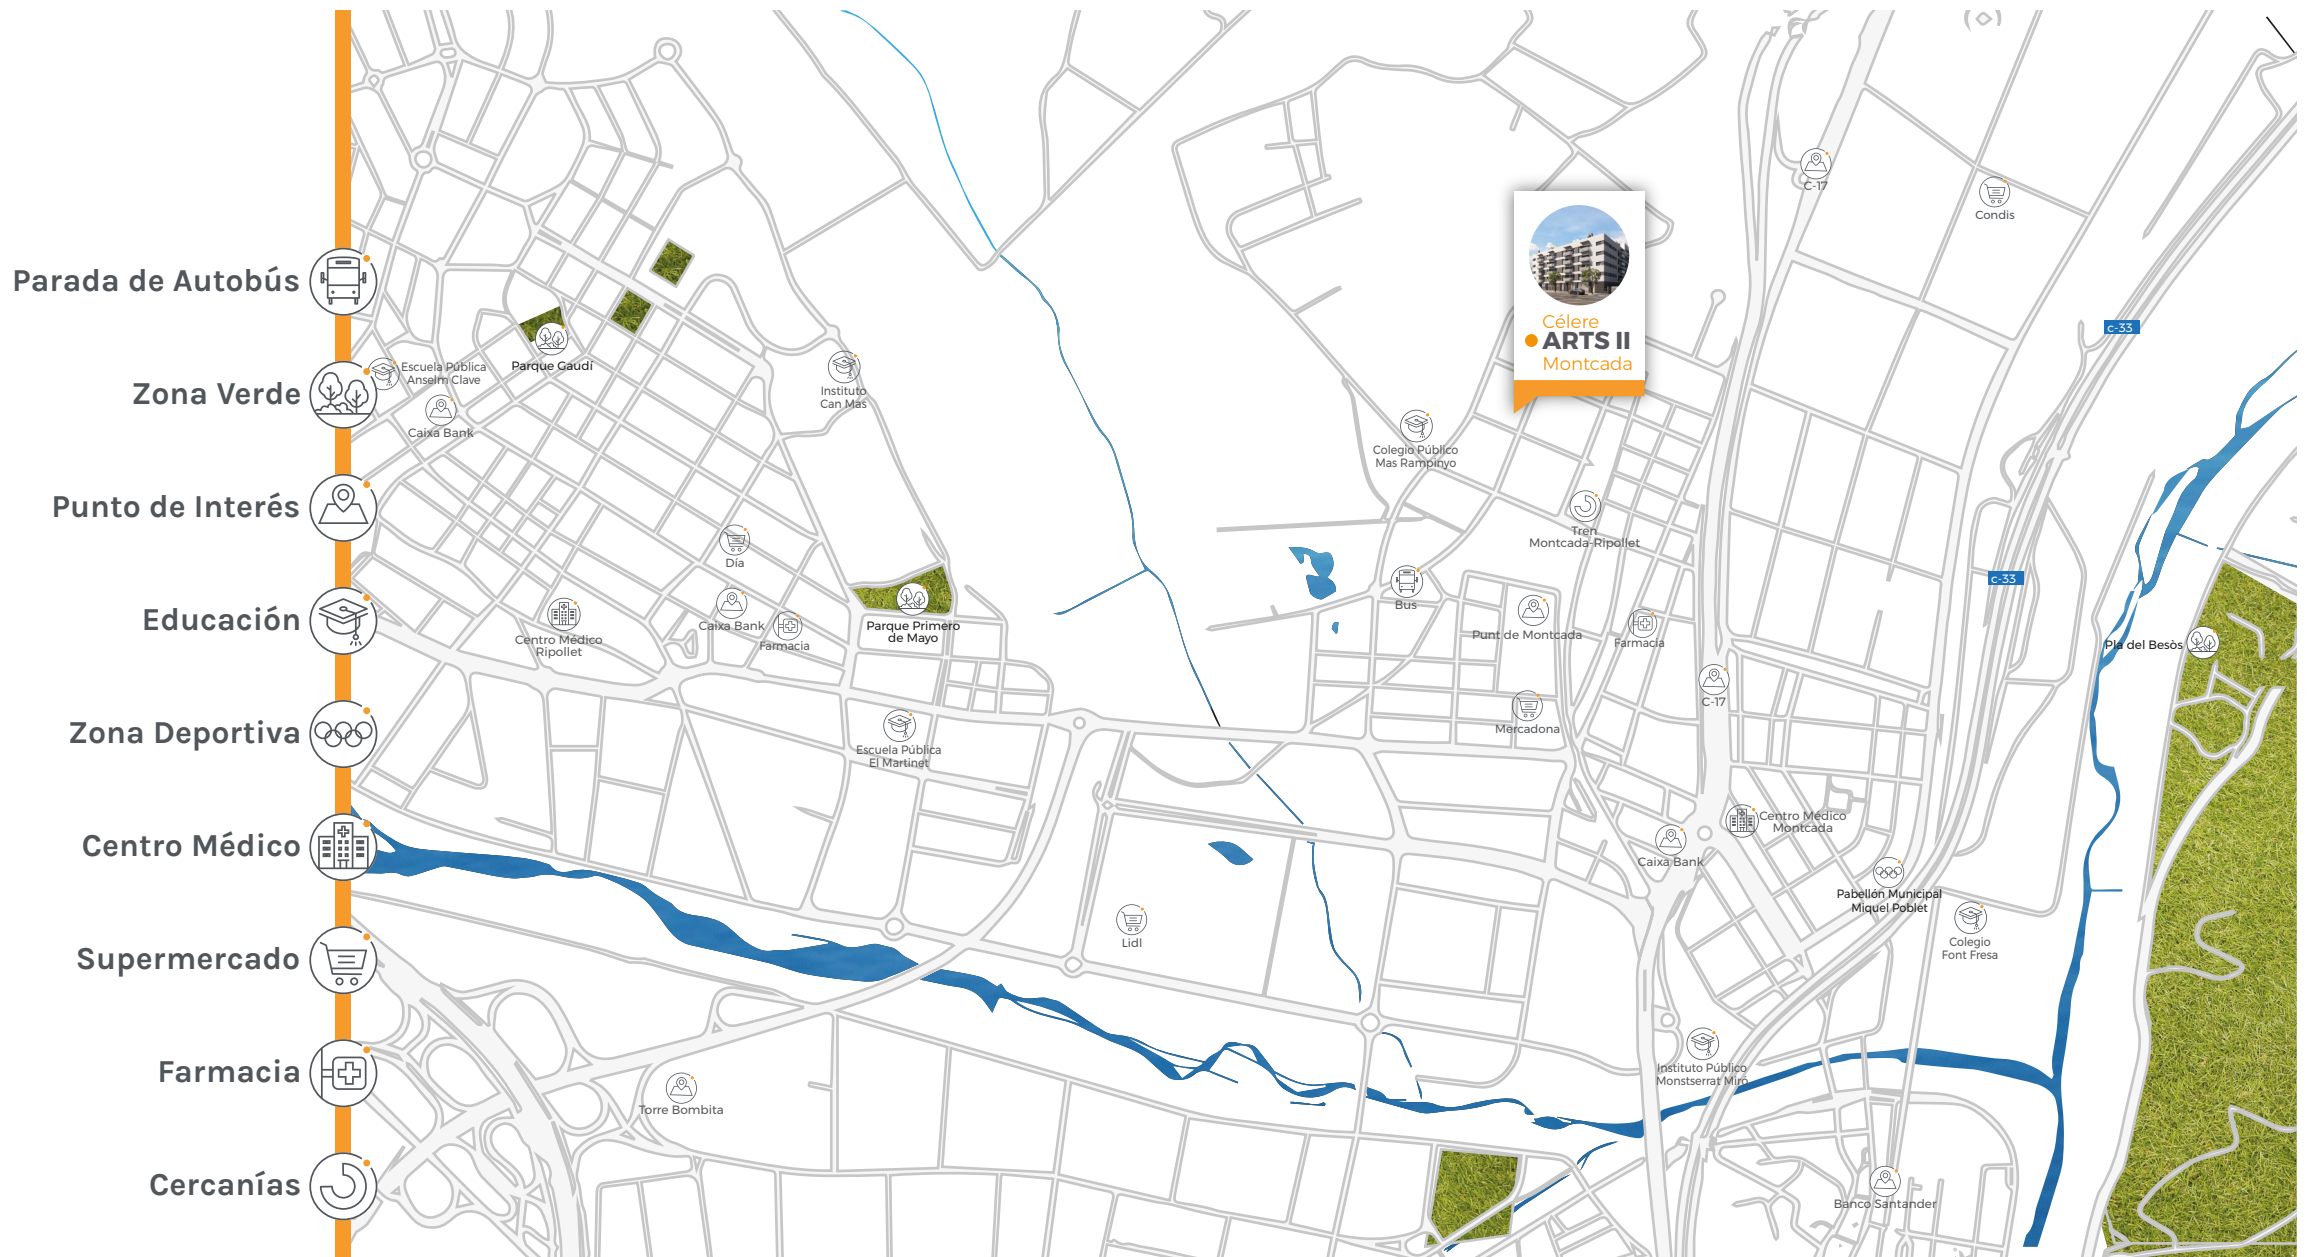 Parada de Autobús
Zona Verde
Punto de Interés
Educación
Zona Deportiva
Centro Médico
Supermercado
Farmacia
Cercanías
Escuela Pública
Anselm Clave
Caixa Bank
Parque Gaudí
Instituto
Can Mas
Día
Caixa Bank
Farmacia
Centro Médico
Ripollet
Parque Primero
de Mayo
Escuela Pública
El Martinet
Lidl
Torre Bombita
Célere
ARTS II
Montcada
C-17
Condis
c-33
Colegio Público
Mas Rampinyo
Tren
Montcada-Ripollet
Bus
Punt de Montcada
Farmacia
c-33
Pla del Besòs
C-17
Mercadona
Centro Médico
Montcada
Caixa Bank
Pabellón Municipal
Miquel Poblet
Colegio
Font Fresa
Instituto Público
Monstserrat Miró
Banco Santander